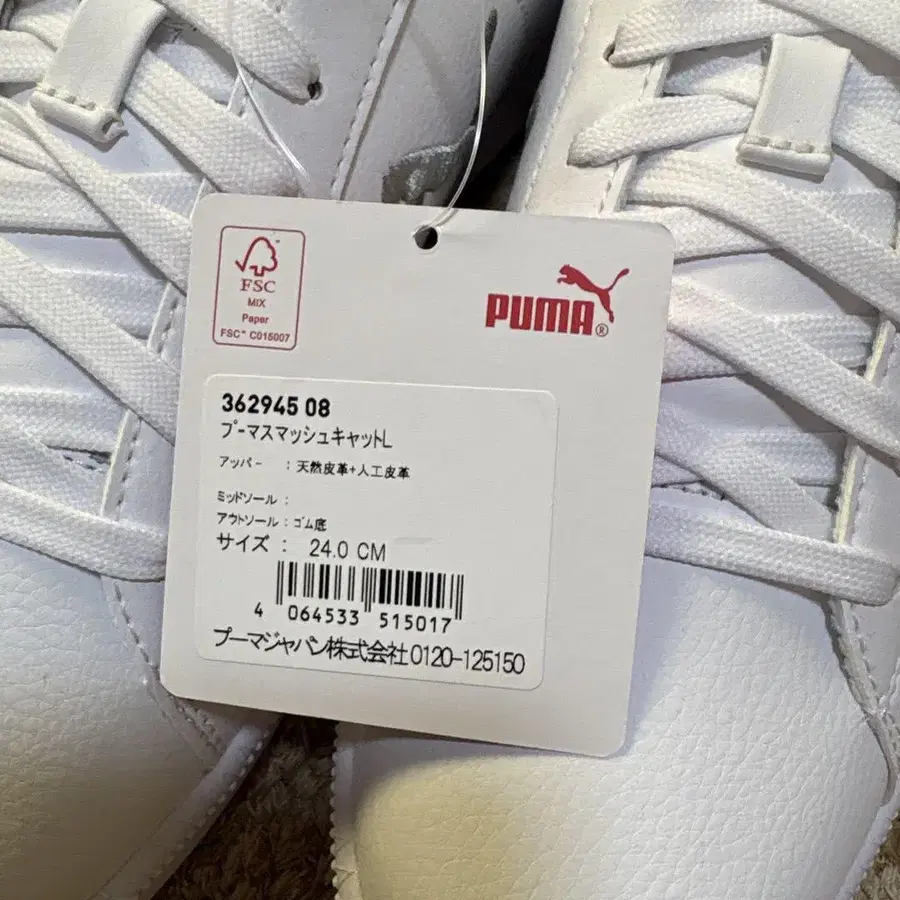 FSC
MIX
Paper
FSC™ C015007
PUMA®
362945 08
プーマスマッシュキャットL
アッパー : 天然皮革+人工皮革
ミッドソール :
アウトソール : ゴム底
サイズ : 24.0 CM
4 064533 515017
プーマジャパン株式会社 0120-125150